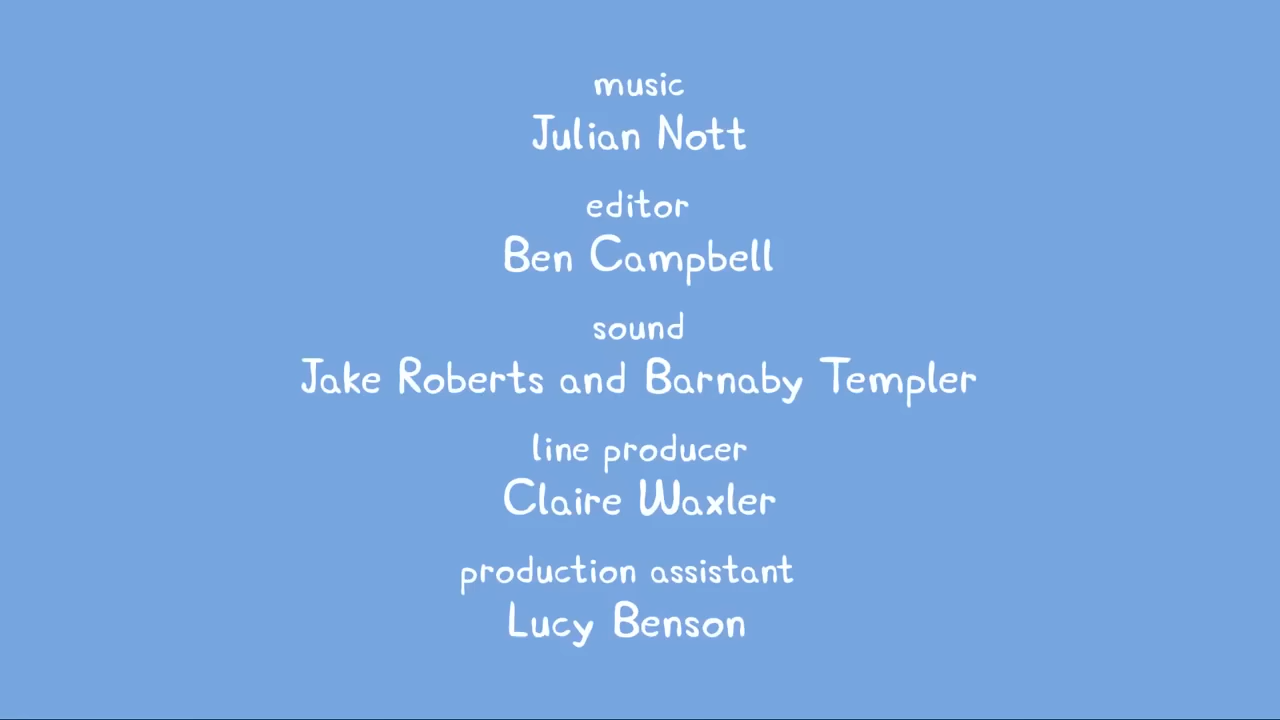 music
Julian Nott
editor
Ben Campbell
sound
Jake Roberts and Barnaby Templer
line producer
Claire Waxler
production assistant
Lucy Benson